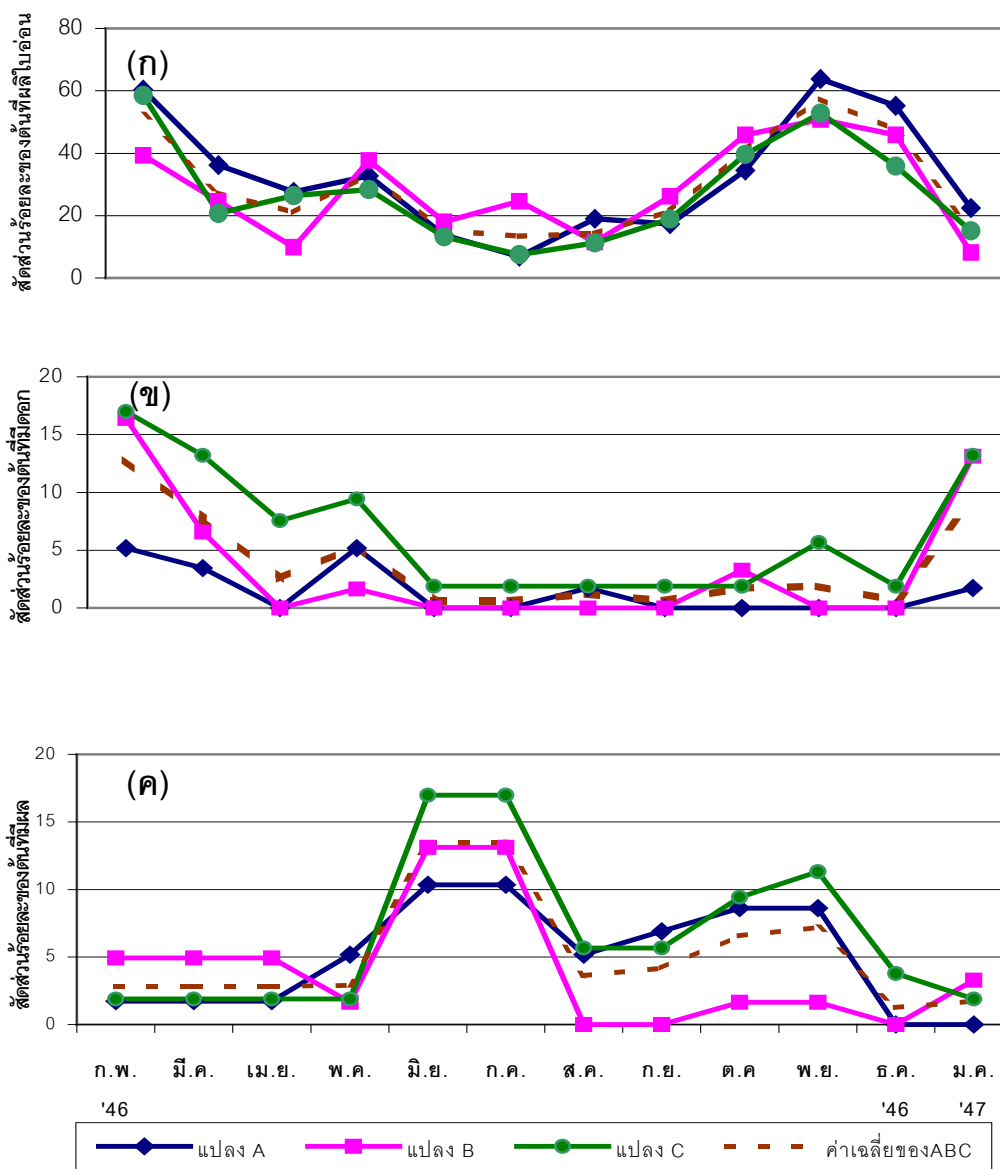 สัดส่วนร้อยละของต้นที่ผลิใบอ่อน
(ก)
80
60
40
20
0
สัดส่วนร้อยละของต้นที่มีดอก
(ข)
20
15
10
5
0
สัดส่วนร้อยละของต้นที่มีผล
(ค)
20
15
10
5
0
ก.พ. มี.ค. เม.ย. พ.ค. มิ.ย. ก.ค. ส.ค. ก.ย. ต.ค พ.ย. ธ.ค. ม.ค.
'46 '46 '47
แปลง A แปลง B แปลง C ค่าเฉลี่ยของABC